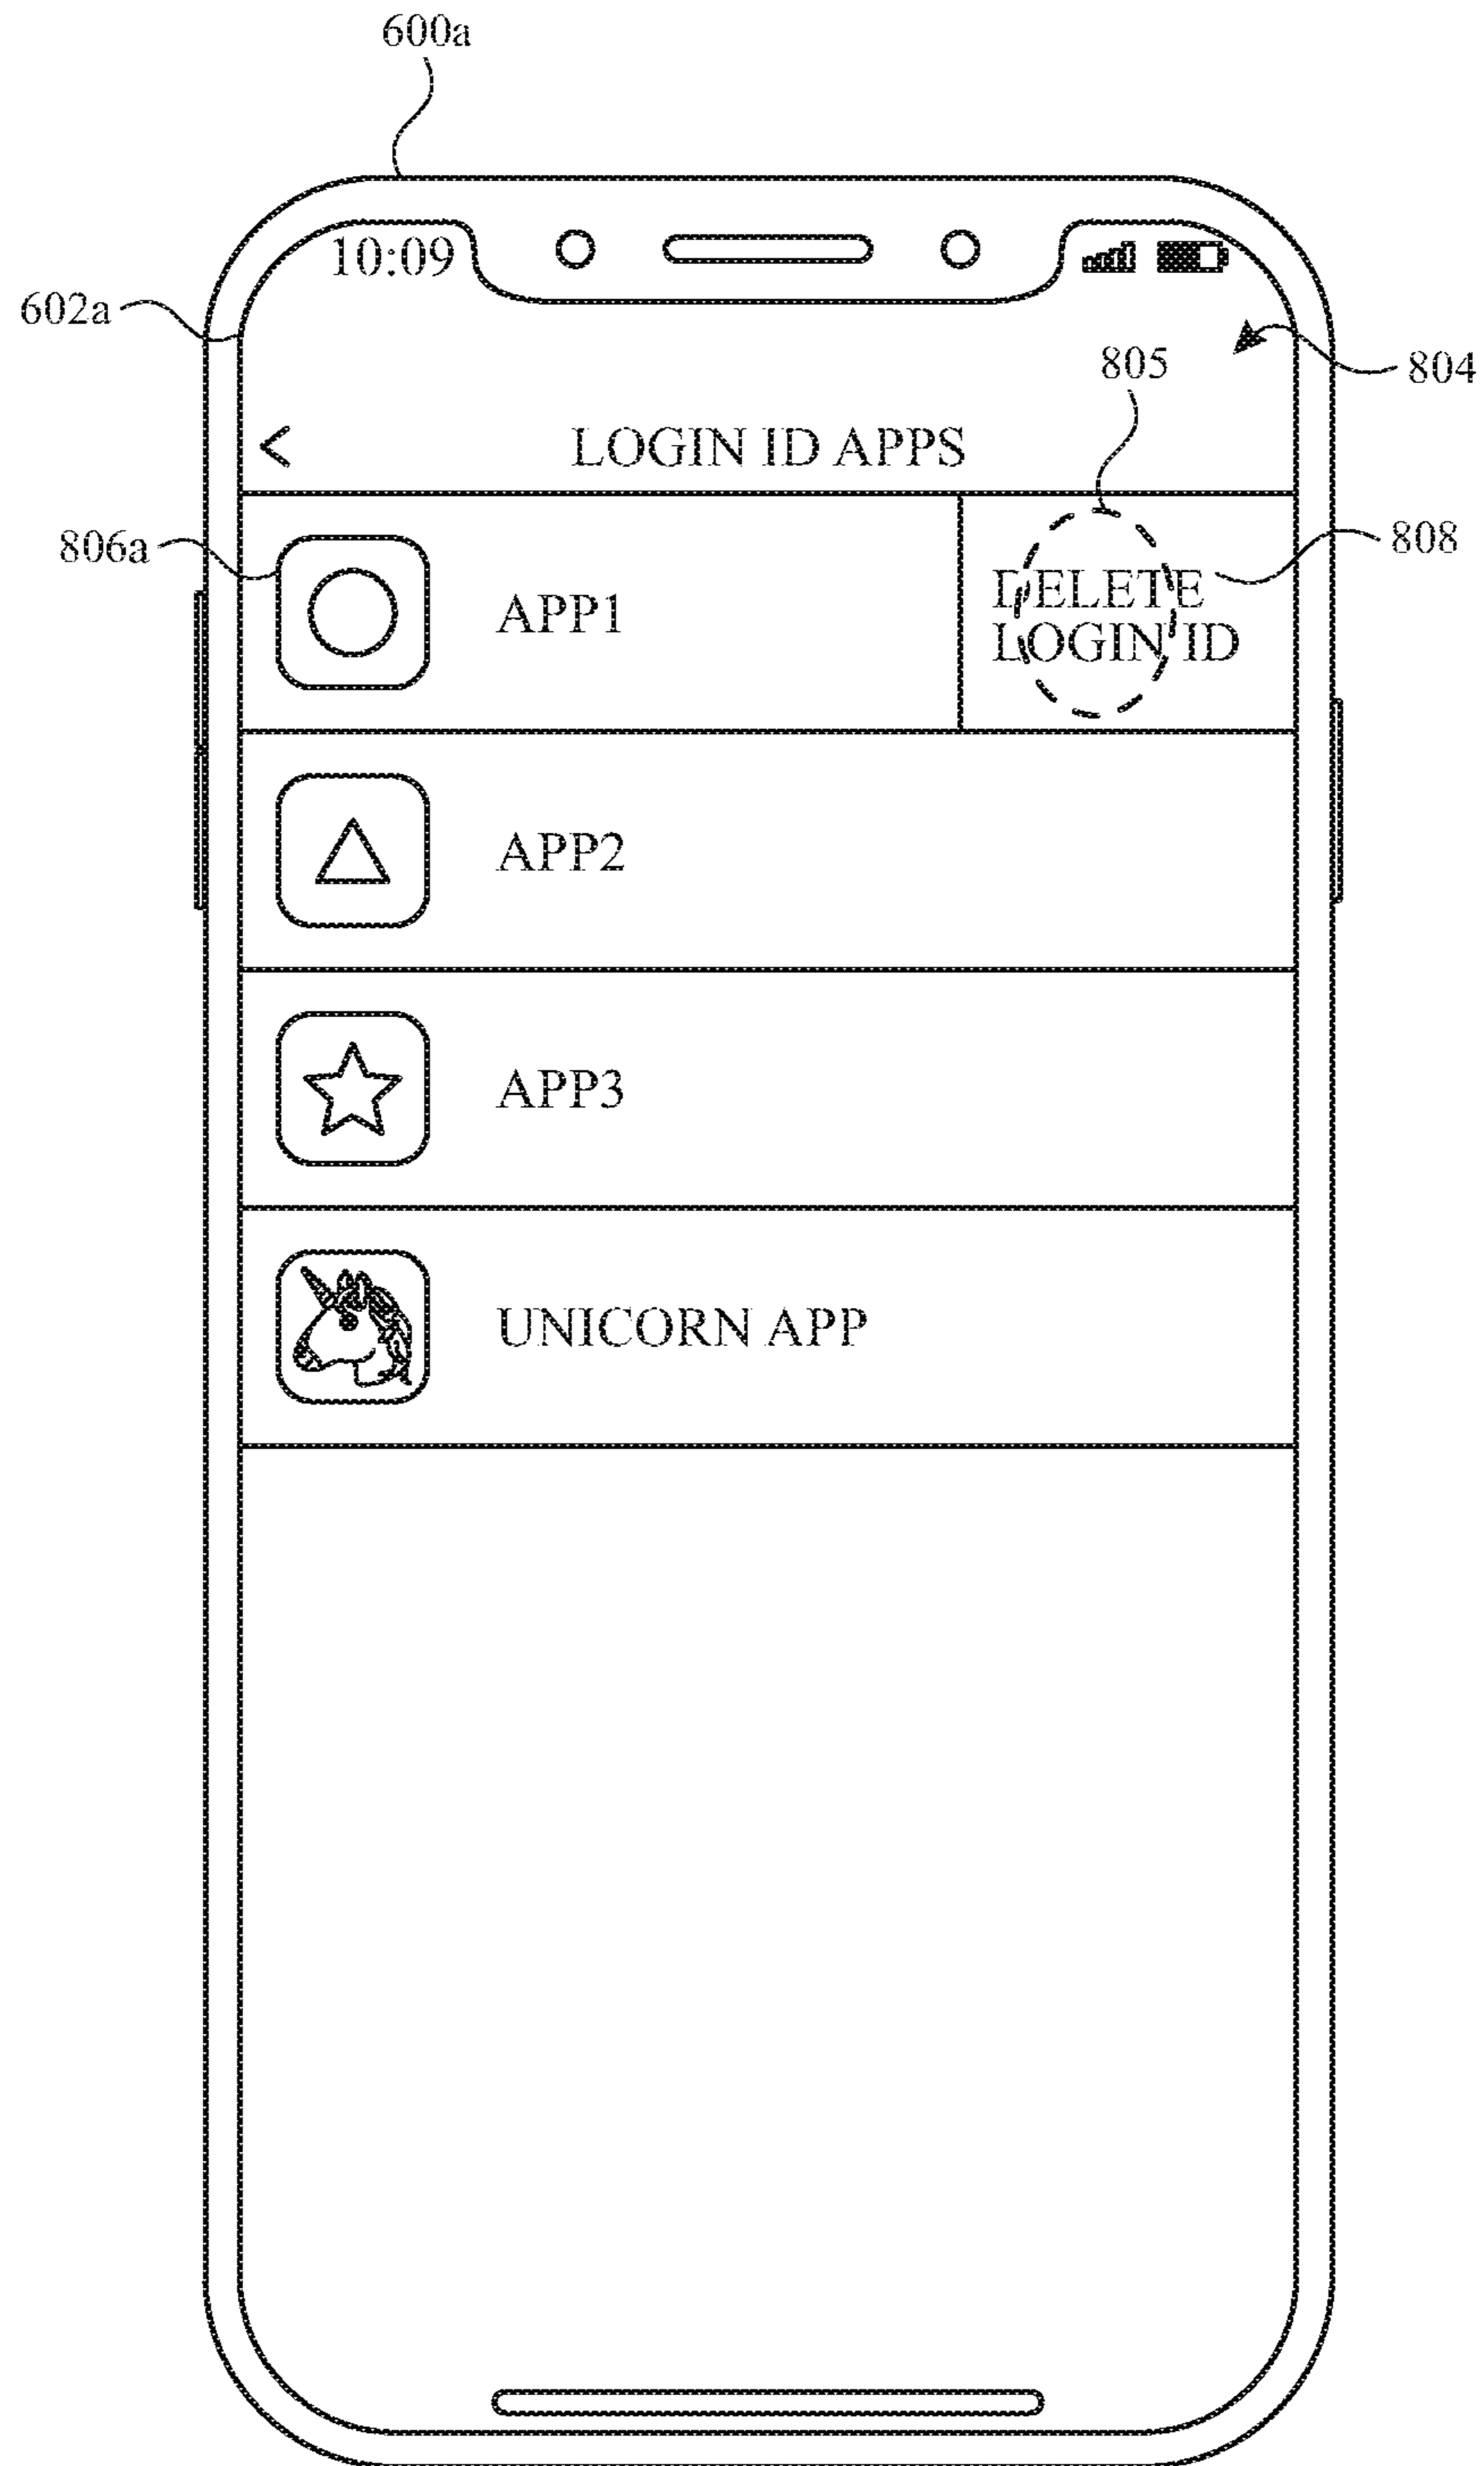 600a
10:09
602a
805
804
< LOGIN ID APPS
806a
808
APP1
DELETE
LOGIN ID
APP2
APP3
UNICORN APP